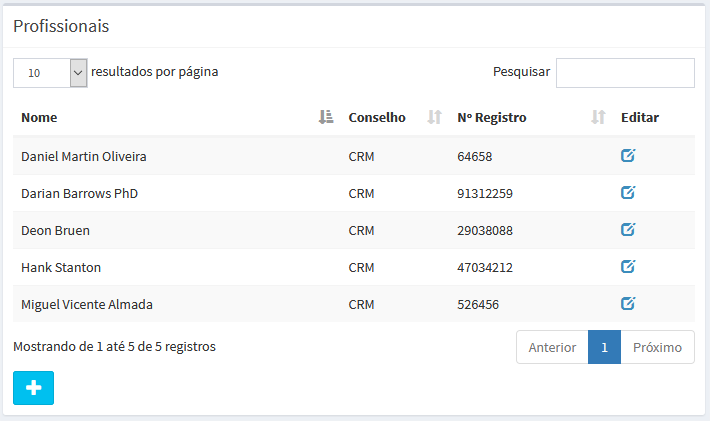 Profissionais
10 resultados por página Pesquisar
Nome Conselho Nº Registro Editar
Daniel Martin Oliveira CRM 64658
Darian Barrows PhD CRM 91312259
Deon Bruen CRM 29038088
Hank Stanton CRM 47034212
Miguel Vicente Almada CRM 526456
Mostrando de 1 até 5 de 5 registros Anterior 1 Próximo